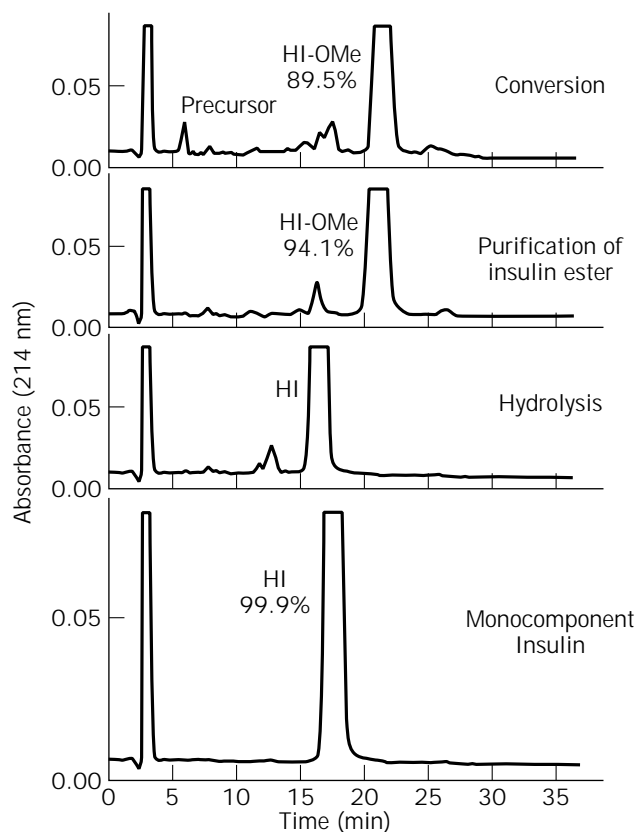 HI-OMe
89.5%
Precursor
Conversion
0.05
0.00
HI-OMe
94.1%
Purification of
insulin ester
0.05
0.00
HI
Hydrolysis
0.05
0.00
HI
99.9%
Monocomponent
Insulin
0.05
0.00
Absorbance (214 nm)
0 5 10 15 20 25 30 35
Time (min)